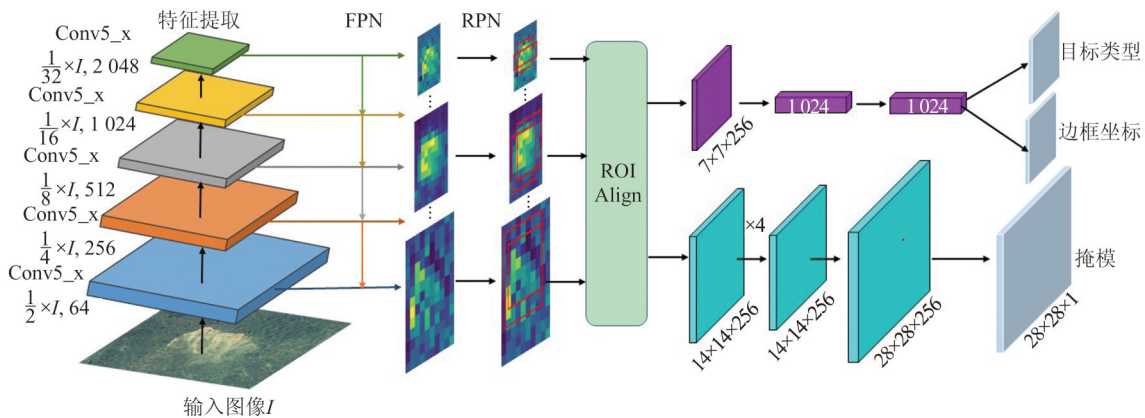 特征提取
FPN
RPN
Conv5_x
1/32×I, 2 048
Conv5_x
1/16×I, 1 024
Conv5_x
1/8×I, 512
Conv5_x
1/4×I, 256
Conv5_x
1/2×I, 64
输入图像I
ROI
Align
7×7×256
1 024
1 024
目标类型
边框坐标
14×14×256
×4
14×14×256
28×28×256
28×28×1
掩模